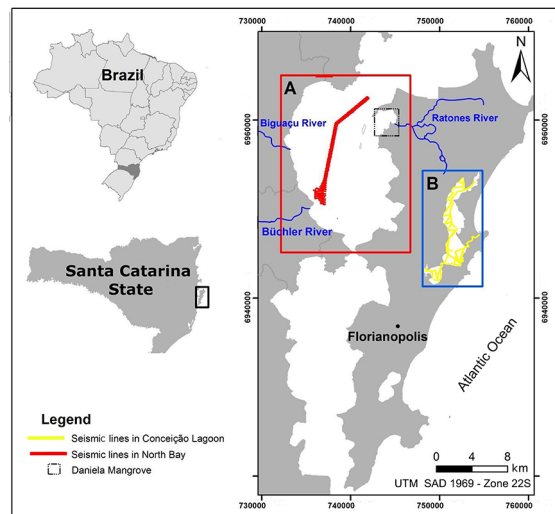 730000
740000
750000
760000
Brazil
N
A
Biguaçu River
Ratones River
6960000
6960000
B
Büchler River
Santa Catarina
State
6940000
6940000
Florianopolis
Atlantic Ocean
Legend
Seismic lines in Conceição Lagoon
Seismic lines in North Bay
Daniela Mangrove
0 4 8
km
UTM SAD 1969 - Zone 22S
730000
740000
750000
760000